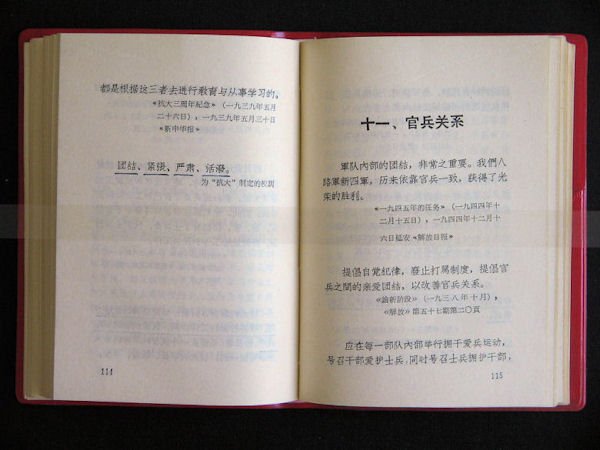 都是根据这三者去进行教育与从事学习的。
《抗大三周年纪念》（一九三九年五月
二十六日），一九三九年五月三十日
《新中华报》
团结、紧张、严肃、活泼。
为“抗大”制定的校训
114
十一、官兵关系
軍队內部的团结，非常之重要。我們八
路軍新四軍，历来依靠官兵一致，获得了光
荣的胜利。
《一九四五年的任务》（一九四四年十
二月十五日），一九四四年十二月十
六日延安《解放日报》
提倡自觉纪律，废止打骂制度，提倡官
兵之間的亲爱团结，以改善官兵关系。
《論新阶段》（一九三八年十月），
《解放》第五十七期第二〇頁
应在每一部队內部举行拥干爱兵运动，
号召干部爱护士兵，同时号召士兵拥护干部，
115